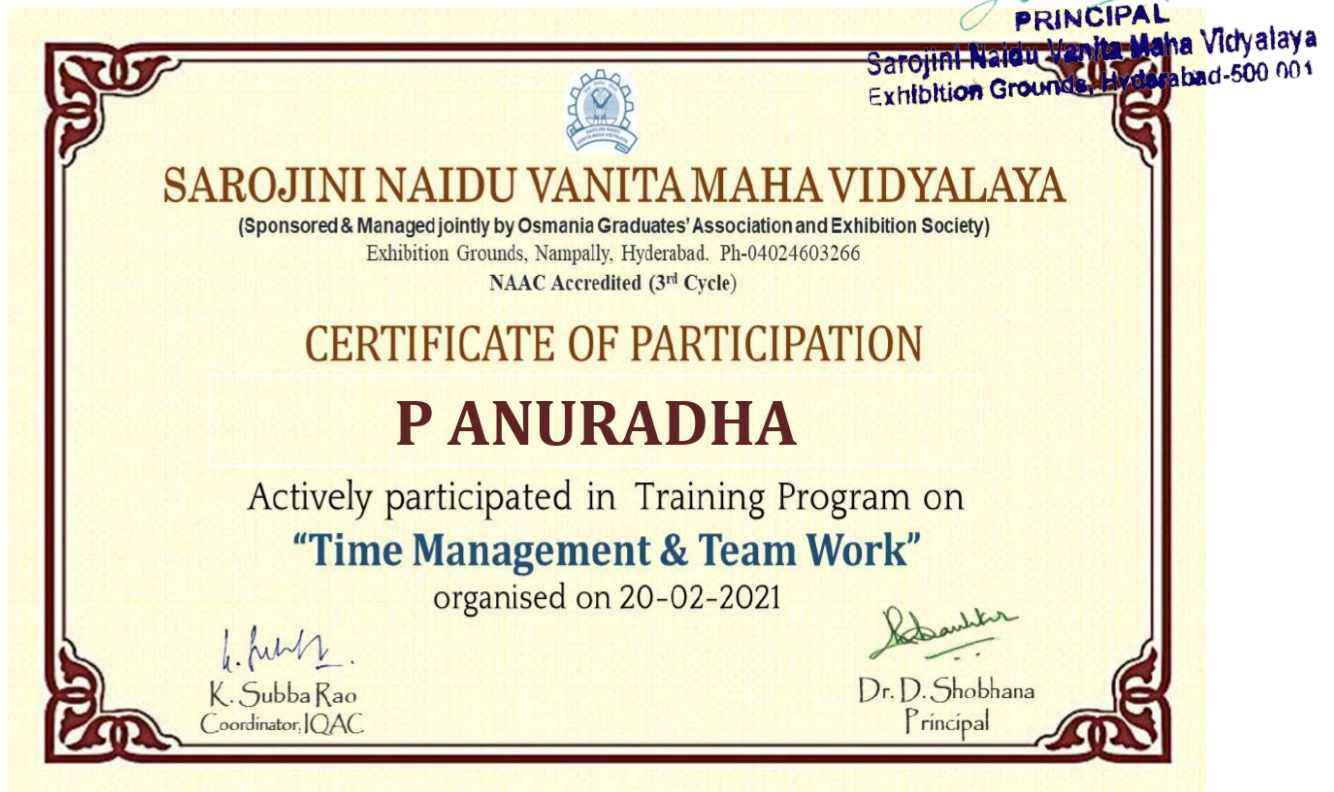 PRINCIPAL
Sarojini Naidu Vanita Maha Vidyalaya
Exhibition Grounds, Hyderabad-500 001
SAROJINI NAIDU VANITA MAHA VIDYALAYA
(Sponsored & Managed jointly by Osmania Graduates' Association and Exhibition Society)
Exhibition Grounds, Nampally, Hyderabad. Ph-04024603266
NAAC Accredited (3rd Cycle)
CERTIFICATE OF PARTICIPATION
P ANURADHA
Actively participated in Training Program on
“Time Management & Team Work”
organised on 20-02-2021
K. Subba Rao
Coordinator, IQAC
Dr. D. Shobhana
Principal